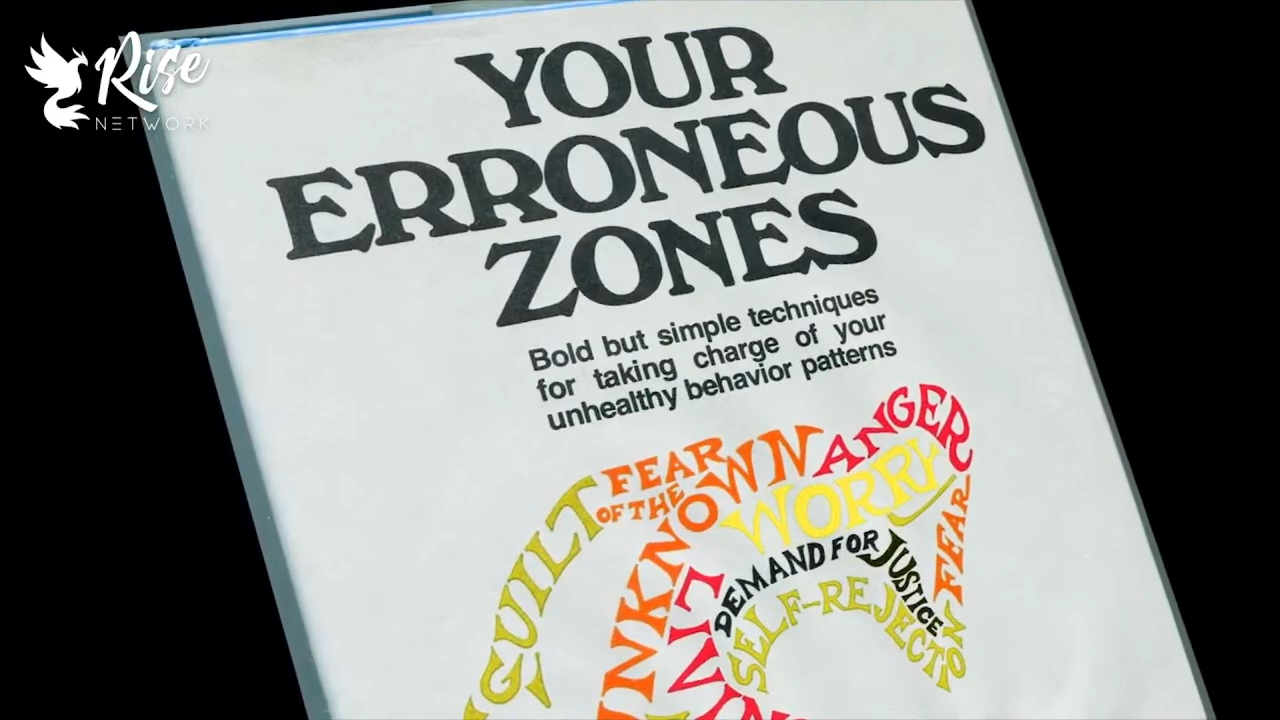 Rise
NETWORK
YOUR
ERRONEOUS
ZONES
Bold but simple techniques
for taking charge of your
unhealthy behavior patterns
GUILT
FEAR
OF THE
UNKNOWN
ANGER
WORRY
FEAR
DEMAND FOR JUSTICE
SELF-REJECTON